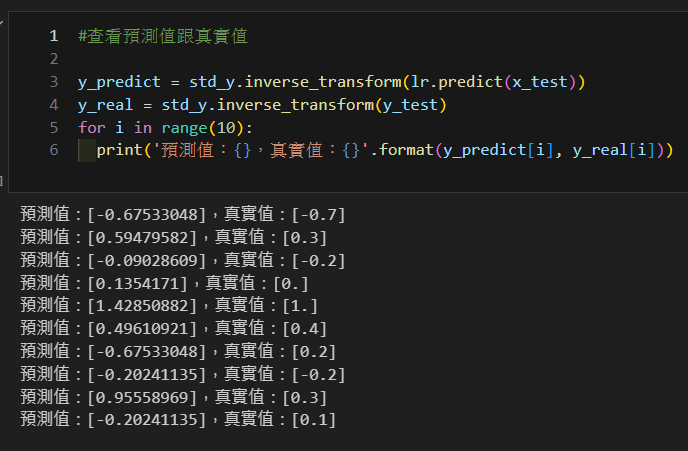 1 #查看預測值跟真實值
2
3 y_predict = std_y.inverse_transform(lr.predict(x_test))
4 y_real = std_y.inverse_transform(y_test)
5 for i in range(10):
6 print('預測值：{}，真實值：{}'.format(y_predict[i], y_real[i]))
]
預測值：[-0.67533048]，真實值：[-0.7]
預測值：[0.59479582]，真實值：[0.3]
預測值：[-0.09028609]，真實值：[-0.2]
預測值：[0.1354171]，真實值：[0.]
預測值：[1.42850882]，真實值：[1.]
預測值：[0.49610921]，真實值：[0.4]
預測值：[-0.67533048]，真實值：[0.2]
預測值：[-0.20241135]，真實值：[-0.2]
預測值：[0.95558969]，真實值：[0.3]
預測值：[-0.20241135]，真實值：[0.1]